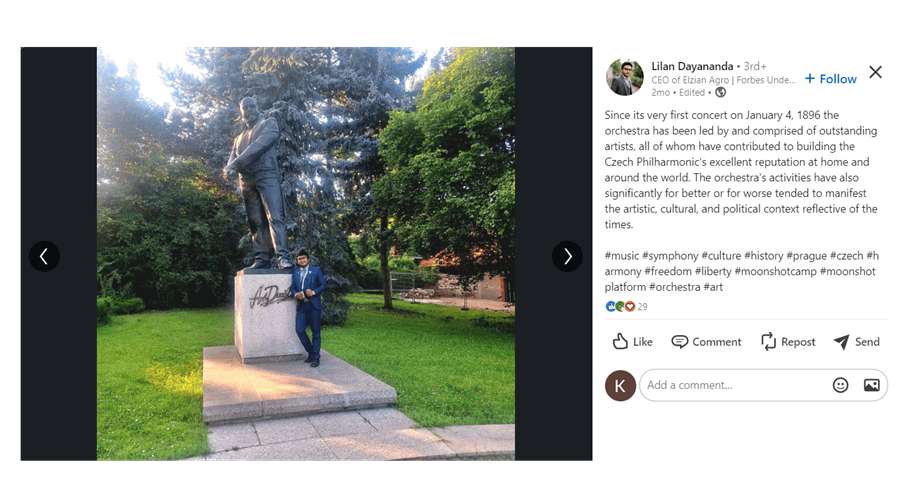 Lilan Dayananda • 3rd+
CEO of Elzian Agro | Forbes Unde...
+ Follow
2mo • Edited •
Since its very first concert on January 4, 1896 the
orchestra has been led by and comprised of outstanding
artists, all of whom have contributed to building the
Czech Philharmonic's excellent reputation at home and
around the world. The orchestra's activities have also
significantly for better or for worse tended to manifest
the artistic, cultural, and political context reflective of the
times.
#music #symphony #culture #history #prague #czech #h
armony #freedom #liberty #moonshotcamp #moonshot
platform #orchestra #art
29
Like Comment Repost Send
K
Add a comment...